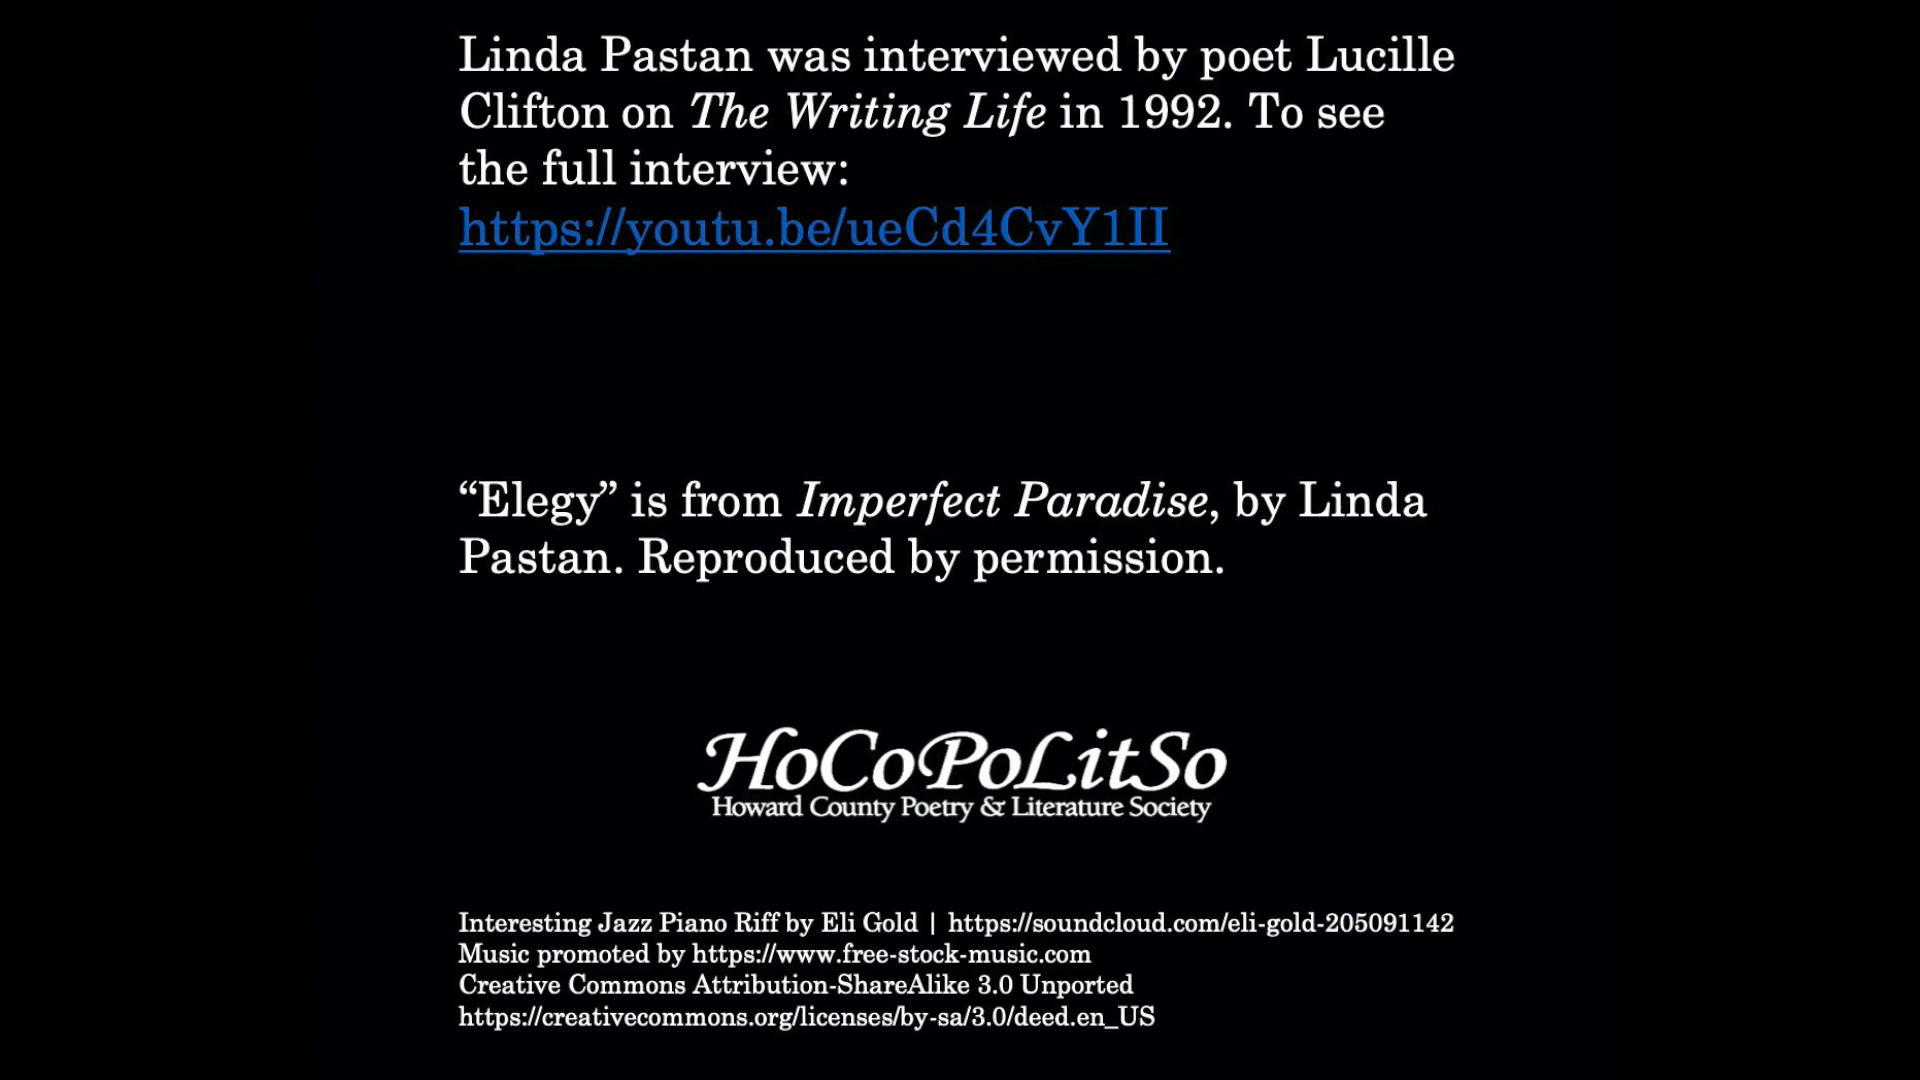 Linda Pastan was interviewed by poet Lucille
Clifton on The Writing Life in 1992. To see
the full interview:
https://youtu.be/ueCd4CvY1II
“Elegy” is from Imperfect Paradise, by Linda
Pastan. Reproduced by permission.
HoCoPoLitSo
Howard County Poetry & Literature Society
Interesting Jazz Piano Riff by Eli Gold | https://soundcloud.com/eli-gold-205091142
Music promoted by https://www.free-stock-music.com
Creative Commons Attribution-ShareAlike 3.0 Unported
https://creativecommons.org/licenses/by-sa/3.0/deed.en_US